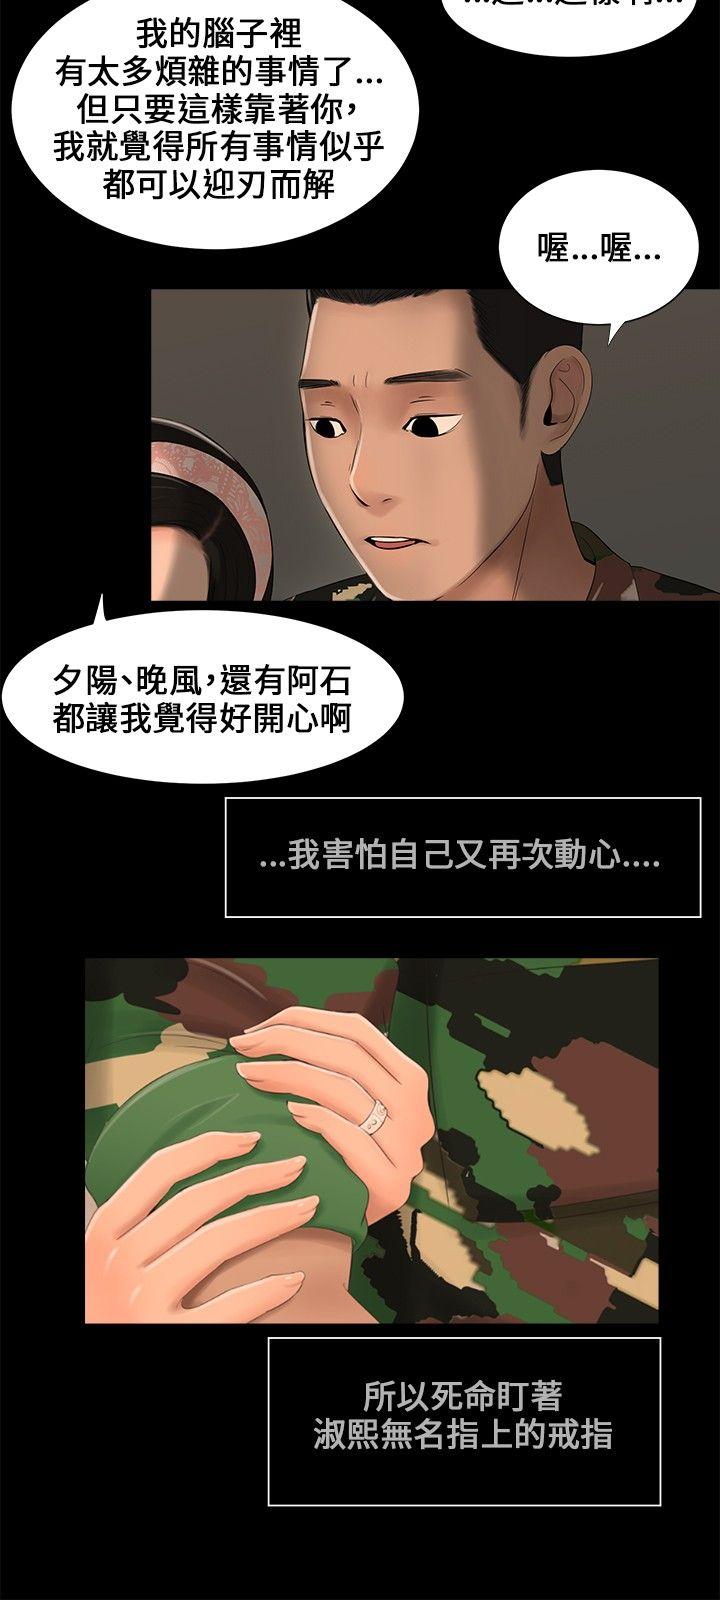 我的腦子裡
有太多煩雜的事情了...
但只要這樣靠著你,
我就覺得所有事情似乎
都可以迎刃而解
喔...喔...
夕陽、晚風,還有阿石
都讓我覺得好開心啊
...我害怕自己又再次動心....
所以死命盯著
淑熙無名指上的戒指